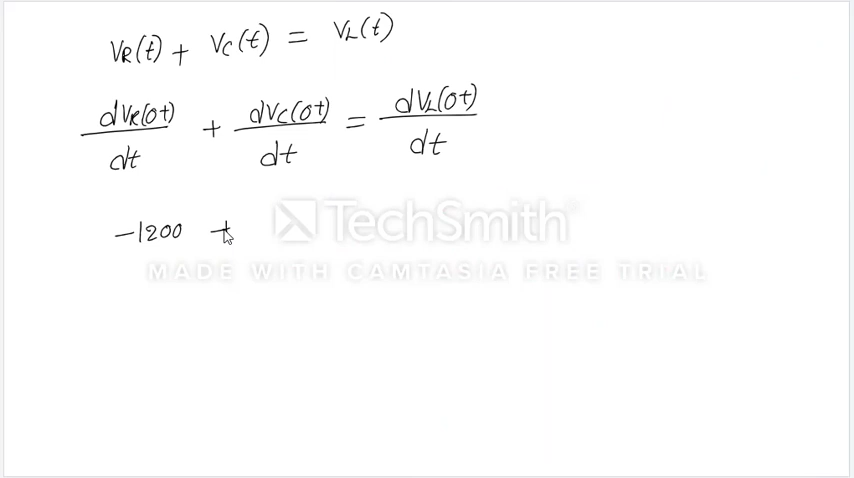 VR(t) + VC(t) = VL(t)
dVR(0+)/dt + dVC(0+)/dt = dVL(0+)/dt
-1200 +
TechSmith®
MADE WITH CAMTASIA FREE TRIAL